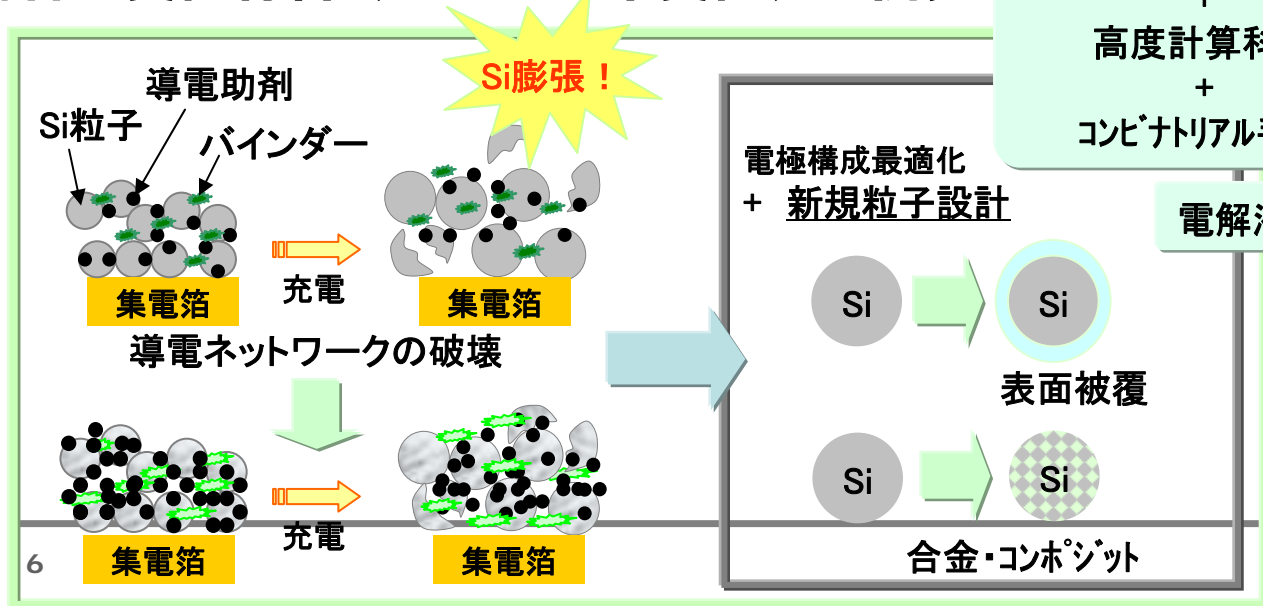 Si膨張！
導電助剤
Si粒子
バインダー
充電
集電箔
集電箔
導電ネットワークの破壊
充電
集電箔
集電箔
6
高度計算科
+
コンビナトリアル
電解
電極構成最適化
+ 新規粒子設計
Si
Si
表面被覆
Si
Si
合金・コンポジット